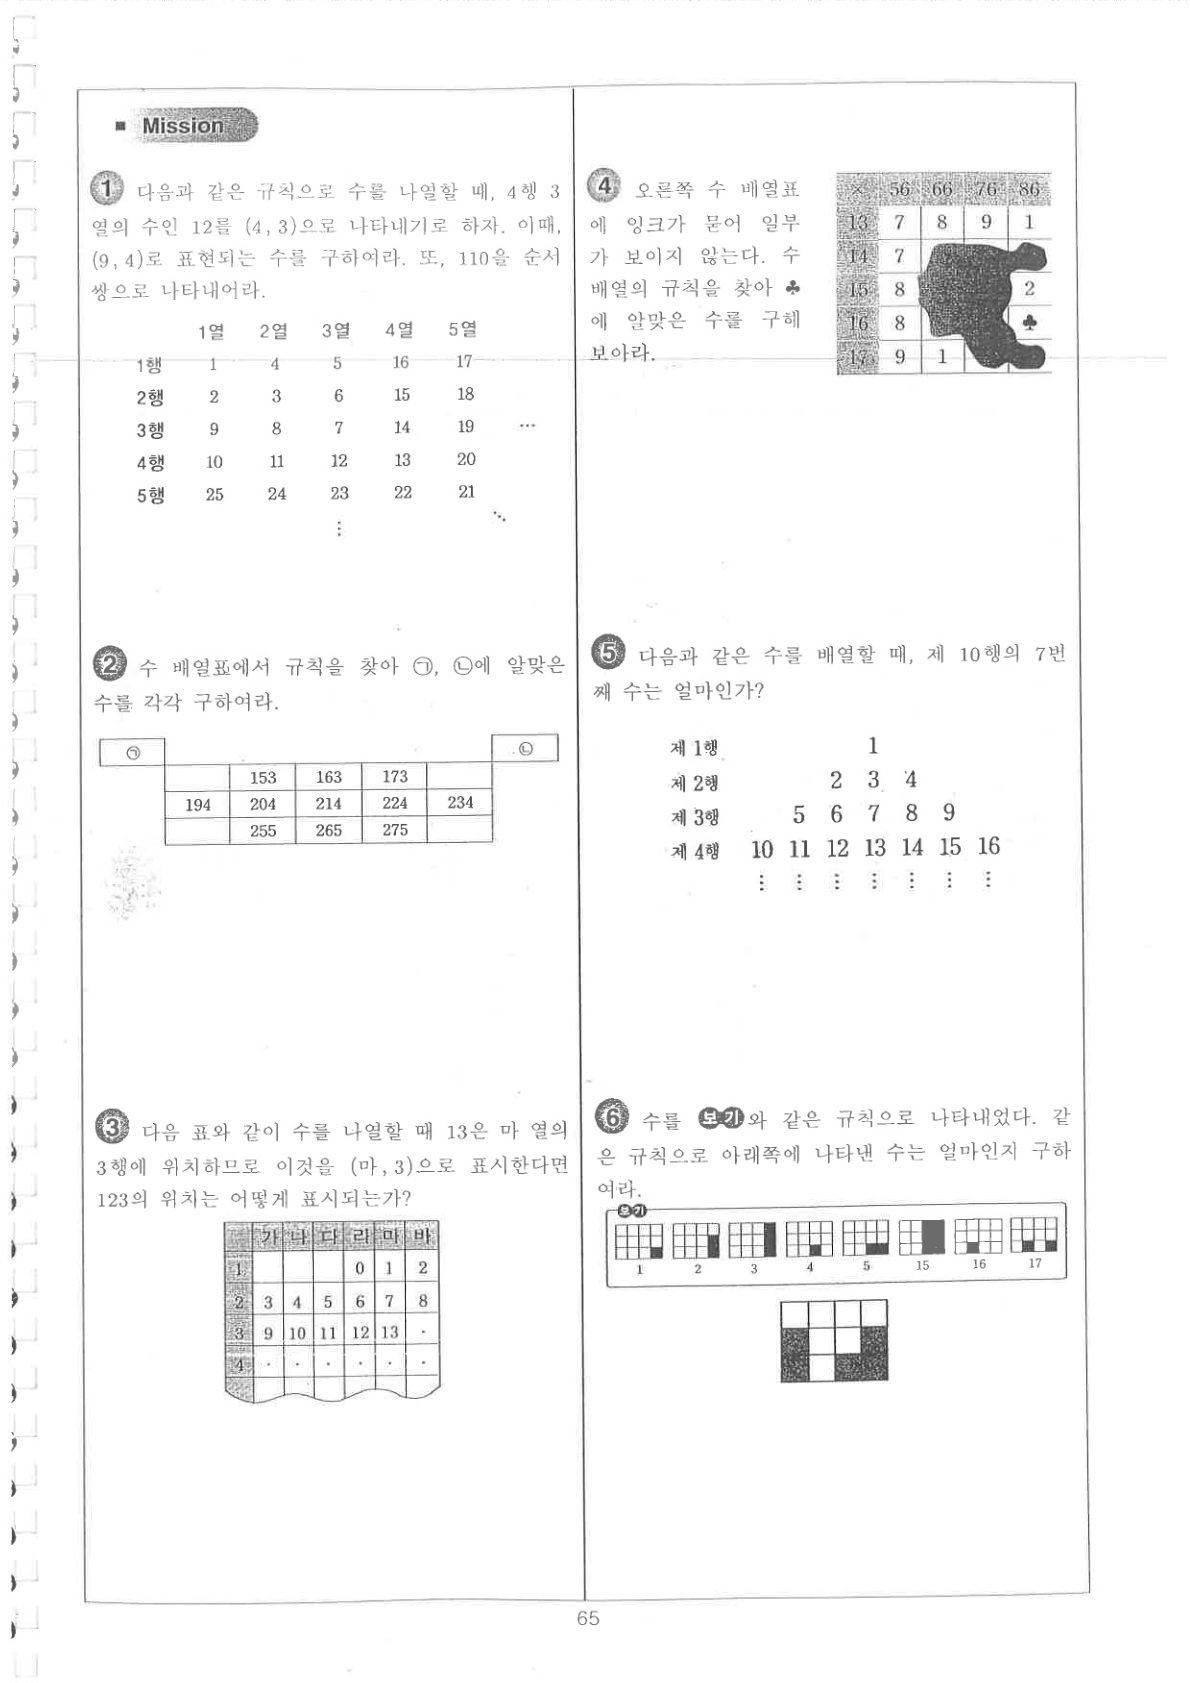 Mission
1 다음과 같은 규칙으로 수를 나열할 때, 4행 3
열의 수인 12를 (4, 3)으로 나타내기로 하자. 이때,
(9, 4)로 표현되는 수를 구하여라. 또, 110을 순서
쌍으로 나타내어라.
1열 2열 3열 4열 5열
1행 1 4 5 16 17
2행 2 3 6 15 18
3행 9 8 7 14 19 …
4행 10 11 12 13 20
5행 25 24 23 22 21
⋮ ⋱
2 수 배열표에서 규칙을 찾아 ㉠, ㉡에 알맞은
수를 각각 구하여라.
㉠ ㉡
153 163 173
194 204 214 224 234
255 265 275
3 다음 표와 같이 수를 나열할 때 13은 마 열의
3행에 위치하므로 이것을 (마, 3)으로 표시한다면
123의 위치는 어떻게 표시되는가?
가 나 다 라 마 바
1 0 1 2
2 3 4 5 6 7 8
3 9 10 11 12 13 ·
4 · · · · · ·
4 오른쪽 수 배열표
에 잉크가 묻어 일부
가 보이지 않는다. 수
배열의 규칙을 찾아 ♣
에 알맞은 수를 구해
보아라.
× 56 66 76 86
13 7 8 9 1
14 7
15 8 2
16 8 ♣
17 9 1
5 다음과 같은 수를 배열할 때, 제 10행의 7번
째 수는 얼마인가?
제 1행 1
제 2행 2 3 4
제 3행 5 6 7 8 9
제 4행 10 11 12 13 14 15 16
⋮ ⋮ ⋮ ⋮ ⋮ ⋮ ⋮
6 수를 보기와 같은 규칙으로 나타내었다. 같
은 규칙으로 아래쪽에 나타낸 수는 얼마인지 구하
여라.
보기
1 2 3 4 5 15 16 17
65